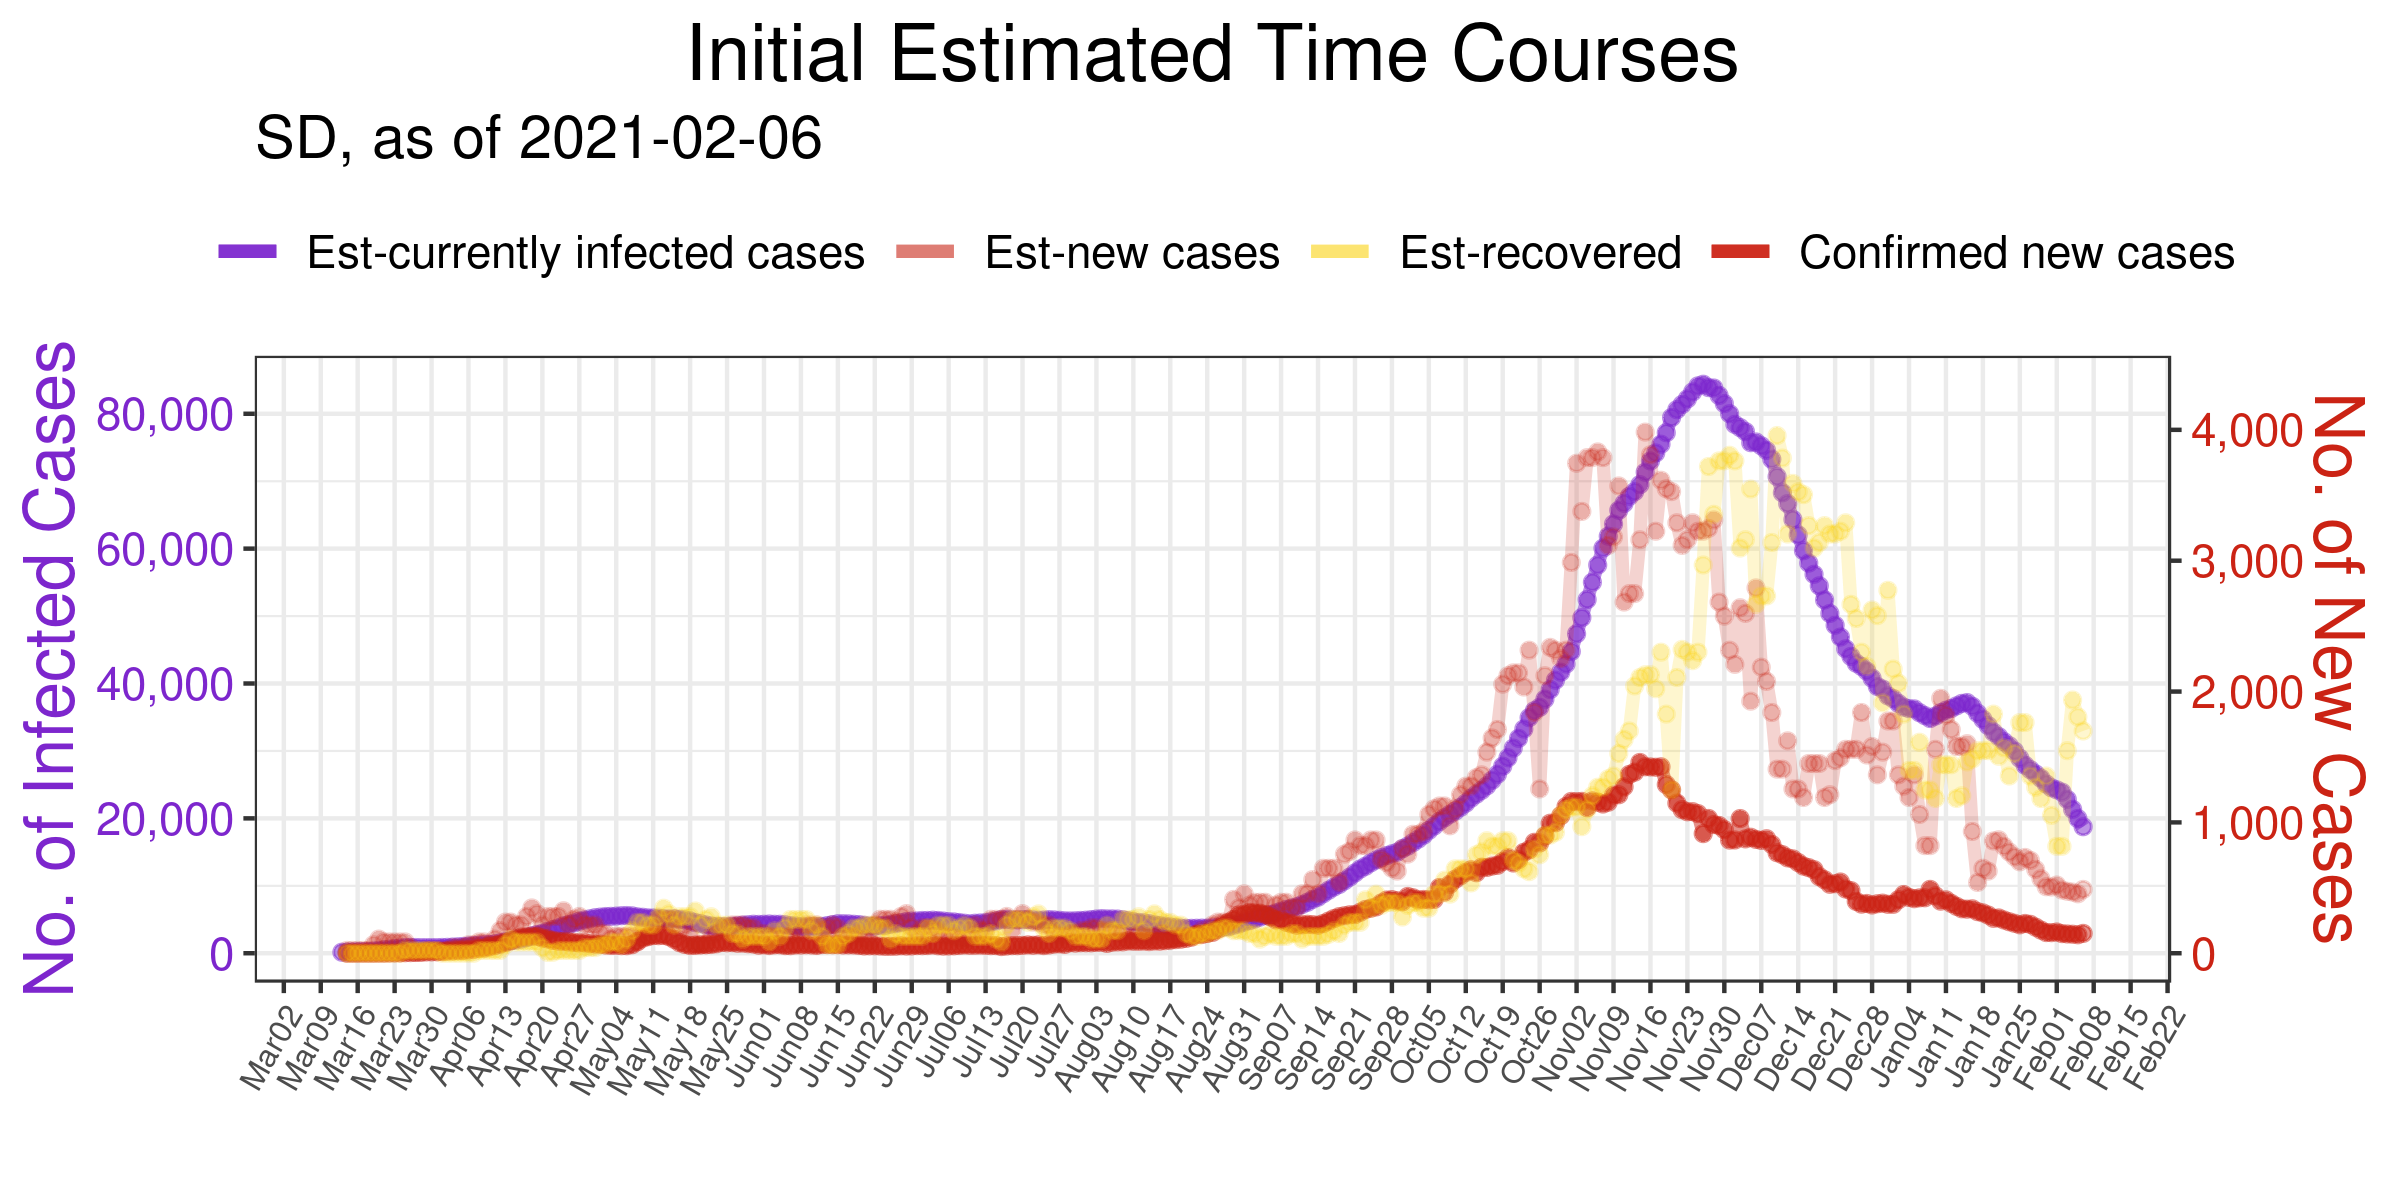 Initial Estimated Time Courses
SD, as of 2021-02-06
Est-currently infected cases Est-new cases Est-recovered Confirmed new cases
No. of Infected Cases
80,000
60,000
40,000
20,000
0
4,000
3,000
2,000
1,000
0
No. of New Cases
Mar02 Mar09 Mar16 Mar23 Mar30 Apr06 Apr13 Apr20 Apr27 May04 May11 May18 May25 Jun01 Jun08 Jun15 Jun22 Jun29 Jul06 Jul13 Jul20 Jul27 Aug03 Aug10 Aug17 Aug24 Aug31 Sep07 Sep14 Sep21 Sep28 Oct05 Oct12 Oct19 Oct26 Nov02 Nov09 Nov16 Nov23 Nov30 Dec07 Dec14 Dec21 Dec28 Jan04 Jan11 Jan18 Jan25 Feb01 Feb08 Feb15 Feb22